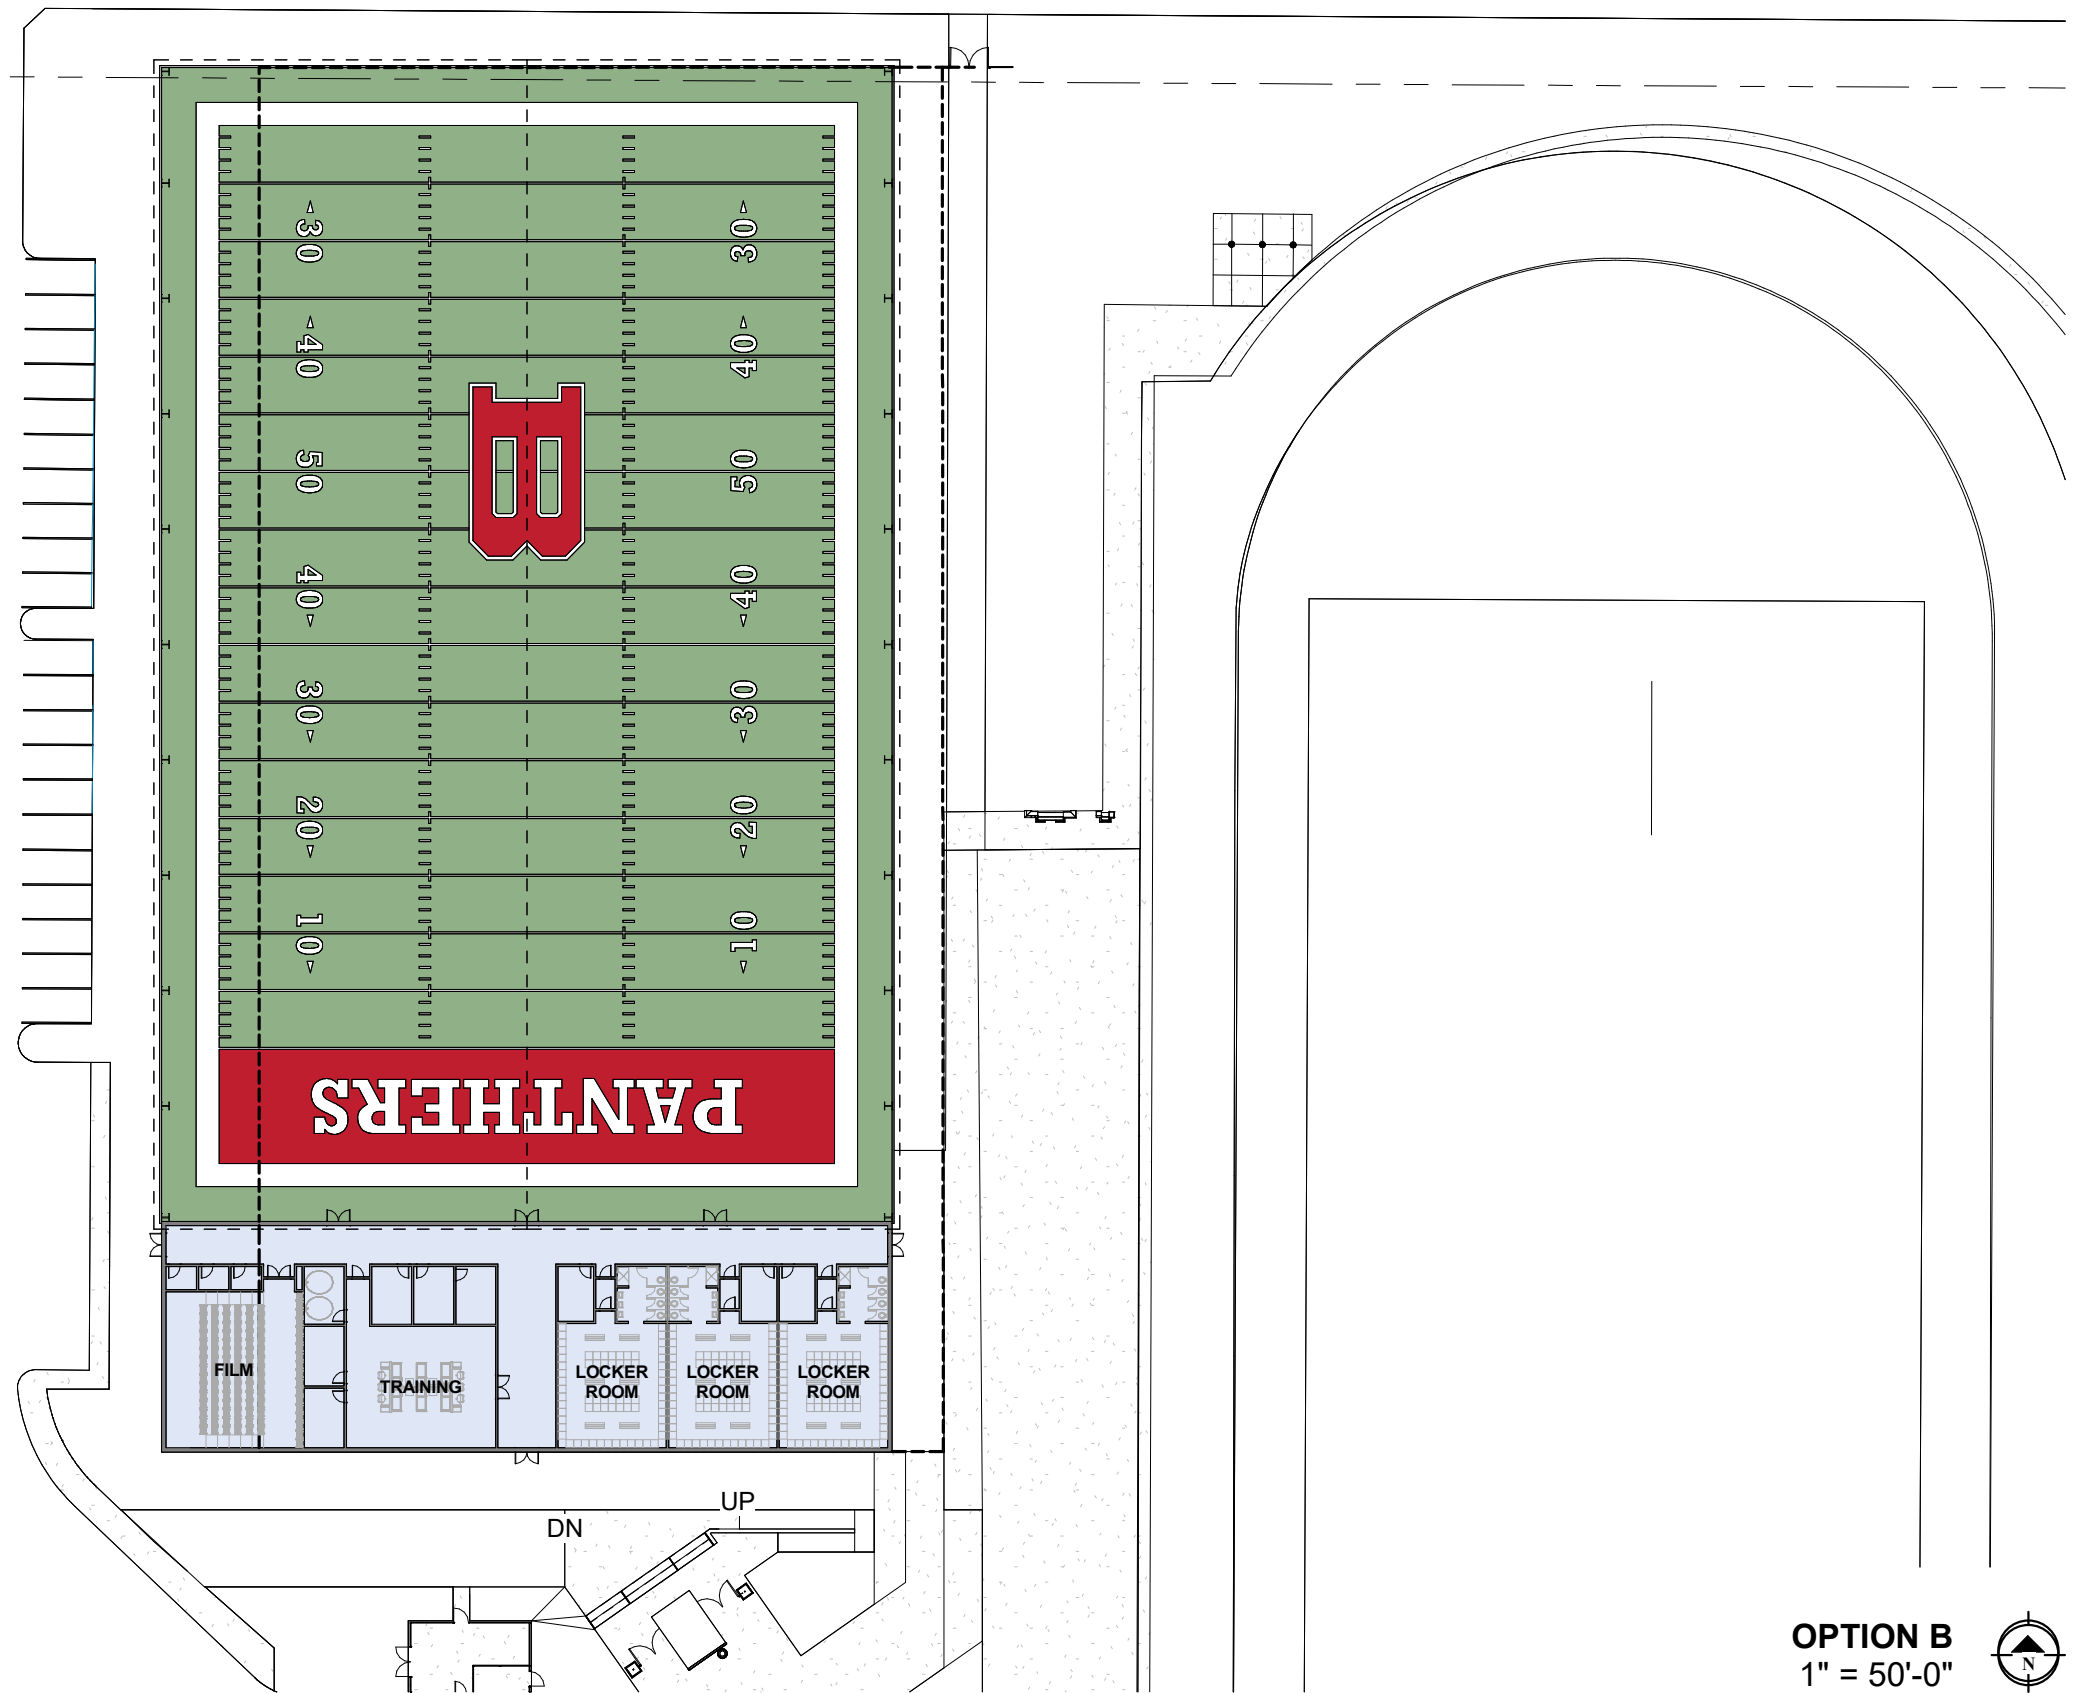 30
30
40
40
B
50
50
40
40
30
30
20
20
10
10
PANTHERS
FILM
TRAINING
LOCKER
ROOM
LOCKER
ROOM
LOCKER
ROOM
UP
DN
OPTION B
1" = 50'-0"
N